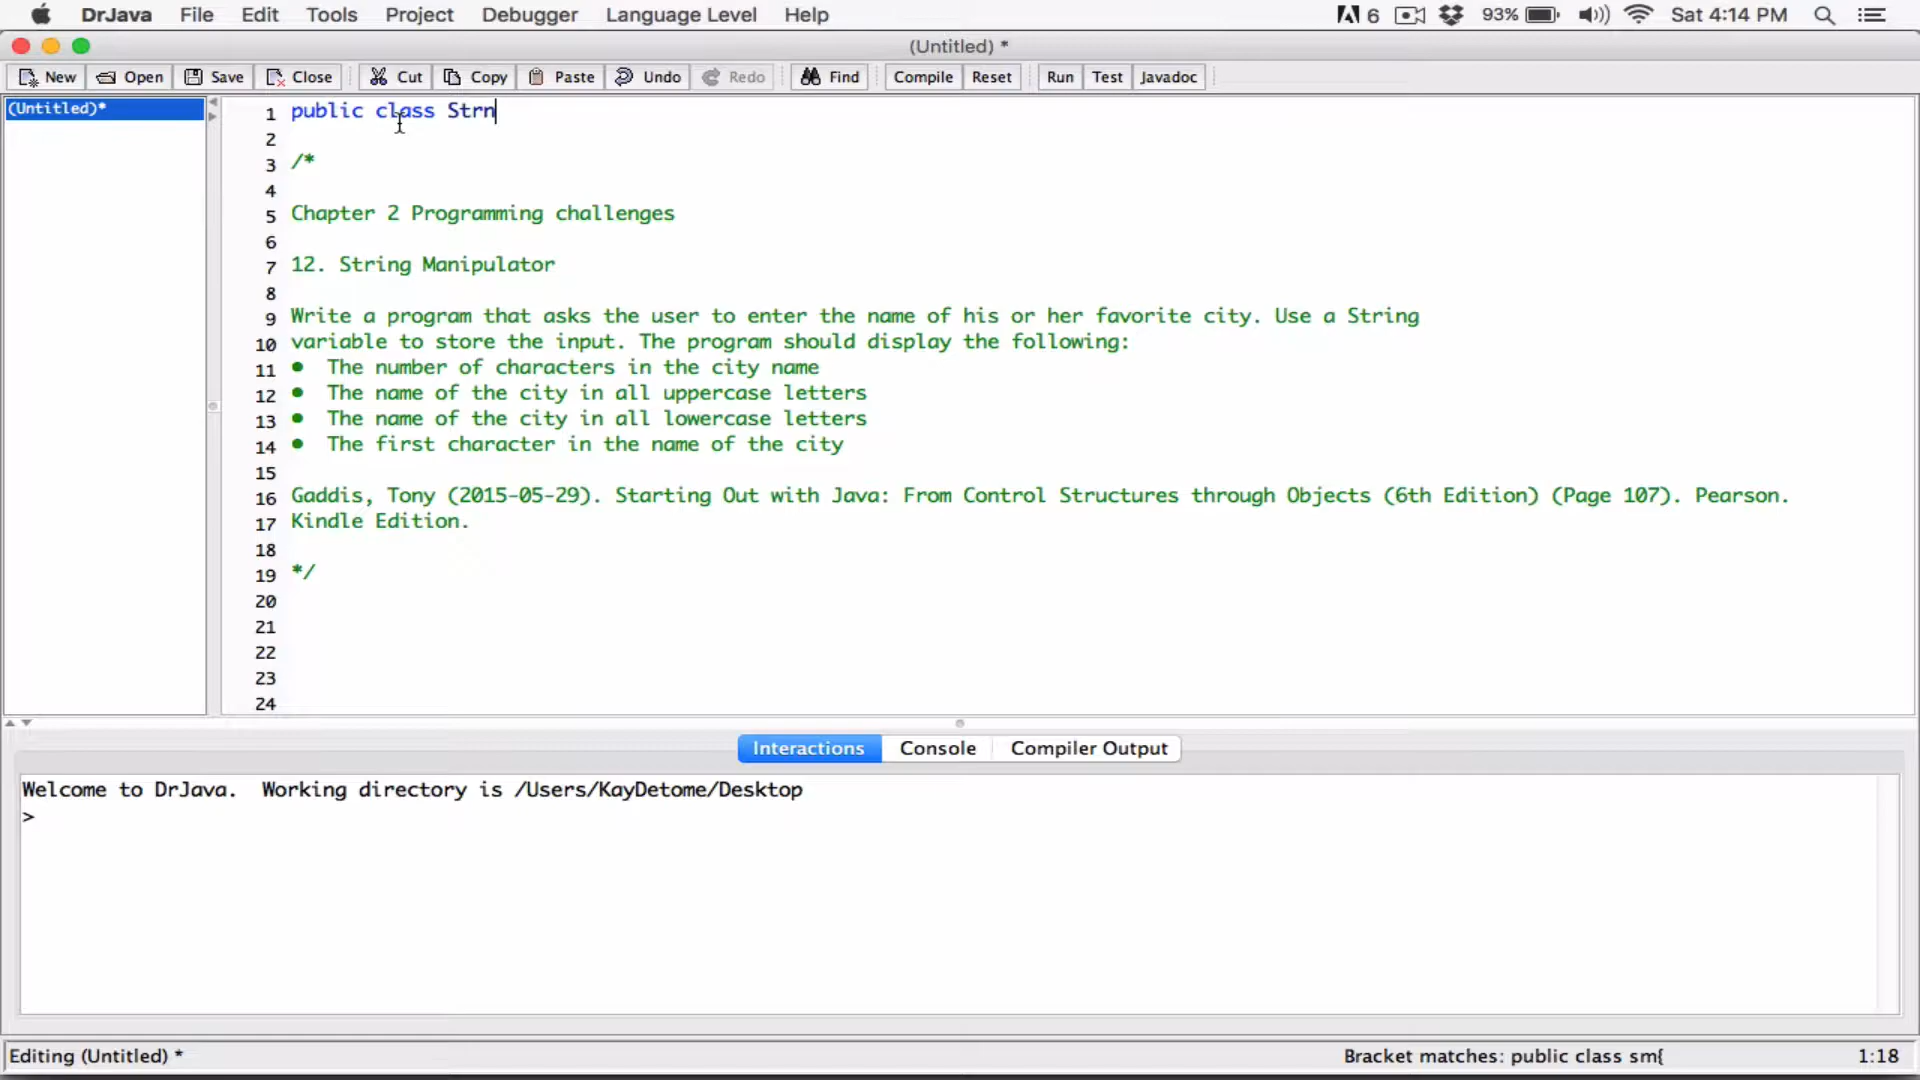 DrJava File Edit Tools Project Debugger Language Level Help 6 93% Sat 4:14 PM
(Untitled) *
New Open Save Close Cut Copy Paste Undo Redo Find Compile Reset Run Test Javadoc
(Untitled)*
1 public class Strn
2
3 /*
4
5 Chapter 2 Programming challenges
6
7 12. String Manipulator
8
9 Write a program that asks the user to enter the name of his or her favorite city. Use a String
10 variable to store the input. The program should display the following:
11 • The number of characters in the city name
12 • The name of the city in all uppercase letters
13 • The name of the city in all lowercase letters
14 • The first character in the name of the city
15
16 Gaddis, Tony (2015-05-29). Starting Out with Java: From Control Structures through Objects (6th Edition) (Page 107). Pearson.
17 Kindle Edition.
18
19 */
20
21
22
23
24
Interactions Console Compiler Output
Welcome to DrJava. Working directory is /Users/KayDetome/Desktop
>
Editing (Untitled) * Bracket matches: public class sm{ 1:18